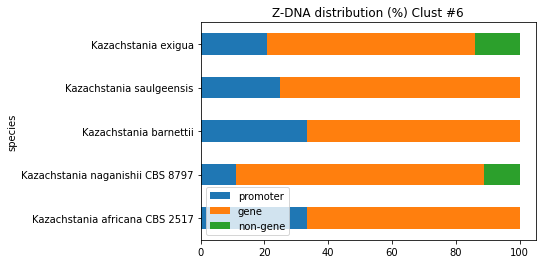 Z-DNA distribution (%) Clust #6
species
Kazachstania exigua
Kazachstania saulgeensis
Kazachstania barnettii
Kazachstania naganishii CBS 8797
Kazachstania africana CBS 2517
promoter
gene
non-gene
0 20 40 60 80 100